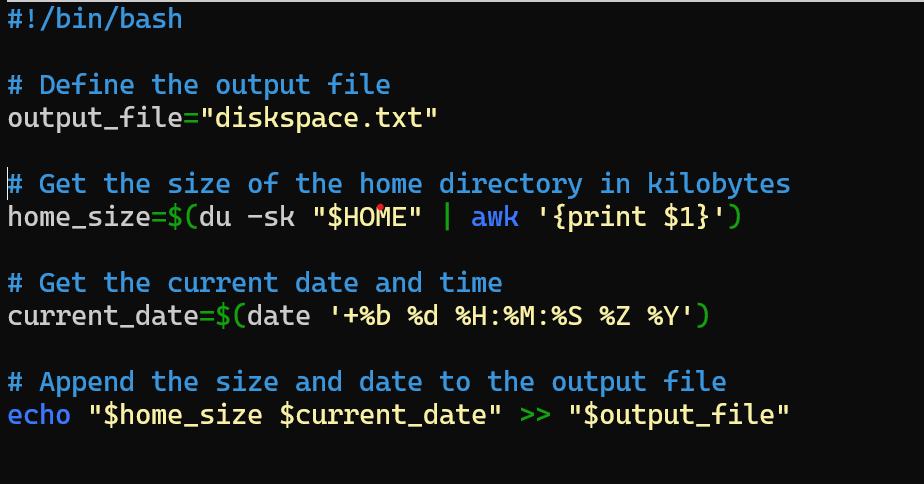 #!/bin/bash
# Define the output file
output_file="diskspace.txt"
# Get the size of the home directory in kilobytes
home_size=$(du -sk "$HOME" | awk '{print $1}')
# Get the current date and time
current_date=$(date '+%b %d %H:%M:%S %Z %Y')
# Append the size and date to the output file
echo "$home_size $current_date" >> "$output_file"